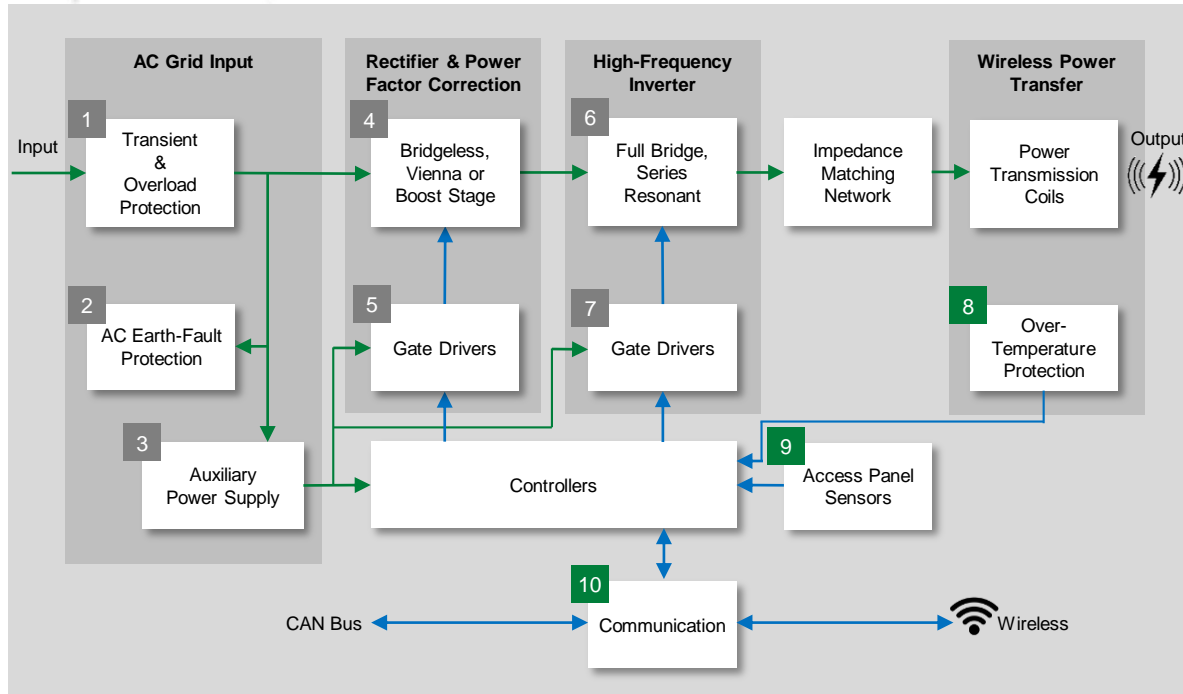 AC Grid Input
Rectifier & Power
Factor Correction
High-Frequency
Inverter
Wireless Power
Transfer
Input
1
Transient
&
Overload
Protection
4
Bridgeless,
Vienna or
Boost Stage
6
Full Bridge,
Series
Resonant
Impedance
Matching
Network
Power
Transmission
Coils
Output
2
AC Earth-Fault
Protection
5
Gate Drivers
7
Gate Drivers
8
Over-
Temperature
Protection
3
Auxiliary
Power Supply
Controllers
9
Access Panel
Sensors
10
Communication
CAN Bus
Wireless